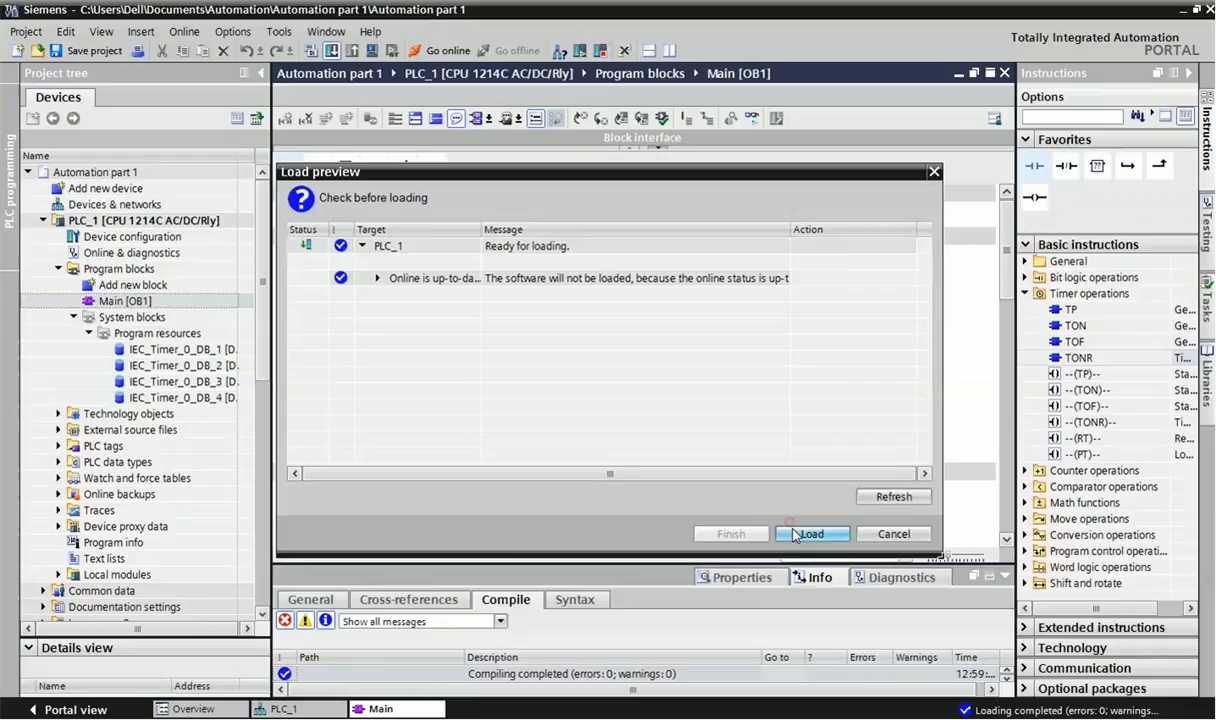 Siemens - C:\Users\Dell\Documents\Automation\Automation part 1\Automation part 1
Project Edit View Insert Online Options Tools Window Help
Totally Integrated Automation
PORTAL
Save project Go online Go offline
Project tree
Automation part 1 PLC_1 [CPU 1214C AC/DC/Rly] Program blocks Main [OB1]
Instructions
Devices
Options
PLC programming
Block interface
Name
Automation part 1
Add new device
Devices & networks
PLC_1 [CPU 1214C AC/DC/Rly]
Device configuration
Online & diagnostics
Program blocks
Add new block
Main [OB1]
System blocks
Program resources
IEC_Timer_0_DB_1 [D.
IEC_Timer_0_DB_2 [D.
IEC_Timer_0_DB_3 [D.
IEC_Timer_0_DB_4 [D.
Technology objects
External source files
PLC tags
PLC data types
Watch and force tables
Online backups
Traces
Device proxy data
Program info
Text lists
Local modules
Common data
Documentation settings
Details view
Name Address
Load preview
Check before loading
Status ! Target Message Action
PLC_1 Ready for loading.
Online is up-to-da... The software will not be loaded, because the online status is up-t
Refresh
Finish Load Cancel
Properties Info Diagnostics
General Cross-references Compile Syntax
Show all messages
! Path Description Go to ? Errors Warnings Time
Compiling completed (errors: 0; warnings: 0) 12:59:...
Favorites
Basic instructions
General
Bit logic operations
Timer operations
TP Ge...
TON Ge...
TOF Ge...
TONR Ti...
--(TP)-- Sta...
--(TON)-- Sta...
--(TOF)-- Sta...
--(TONR)-- Ti...
--(RT)-- Re...
--(PT)-- Lo...
Counter operations
Comparator operations
Math functions
Move operations
Conversion operations
Program control operati...
Word logic operations
Shift and rotate
Extended instructions
Technology
Communication
Optional packages
Instructions
Testing
Tasks
Libraries
Portal view Overview PLC_1 Main
Loading completed (errors: 0; warnings...